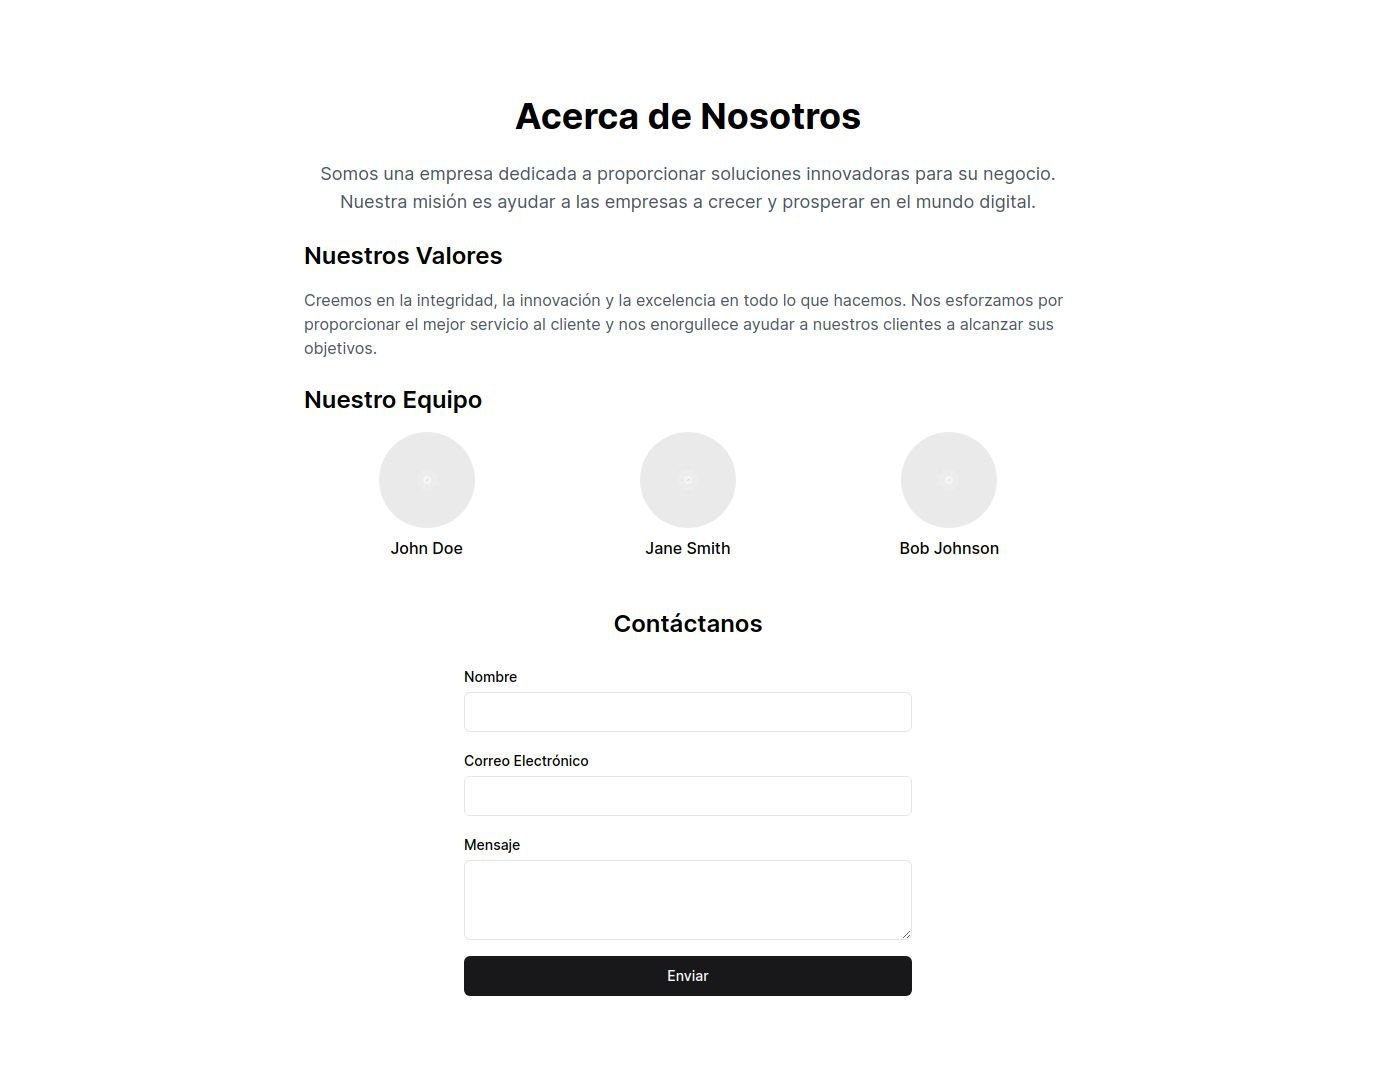 Acerca de Nosotros
Somos una empresa dedicada a proporcionar soluciones innovadoras para su negocio.
Nuestra misión es ayudar a las empresas a crecer y prosperar en el mundo digital.
Nuestros Valores
Creemos en la integridad, la innovación y la excelencia en todo lo que hacemos. Nos esforzamos por
proporcionar el mejor servicio al cliente y nos enorgullece ayudar a nuestros clientes a alcanzar sus
objetivos.
Nuestro Equipo
John Doe
Jane Smith
Bob Johnson
Contáctanos
Nombre
Correo Electrónico
Mensaje
Enviar